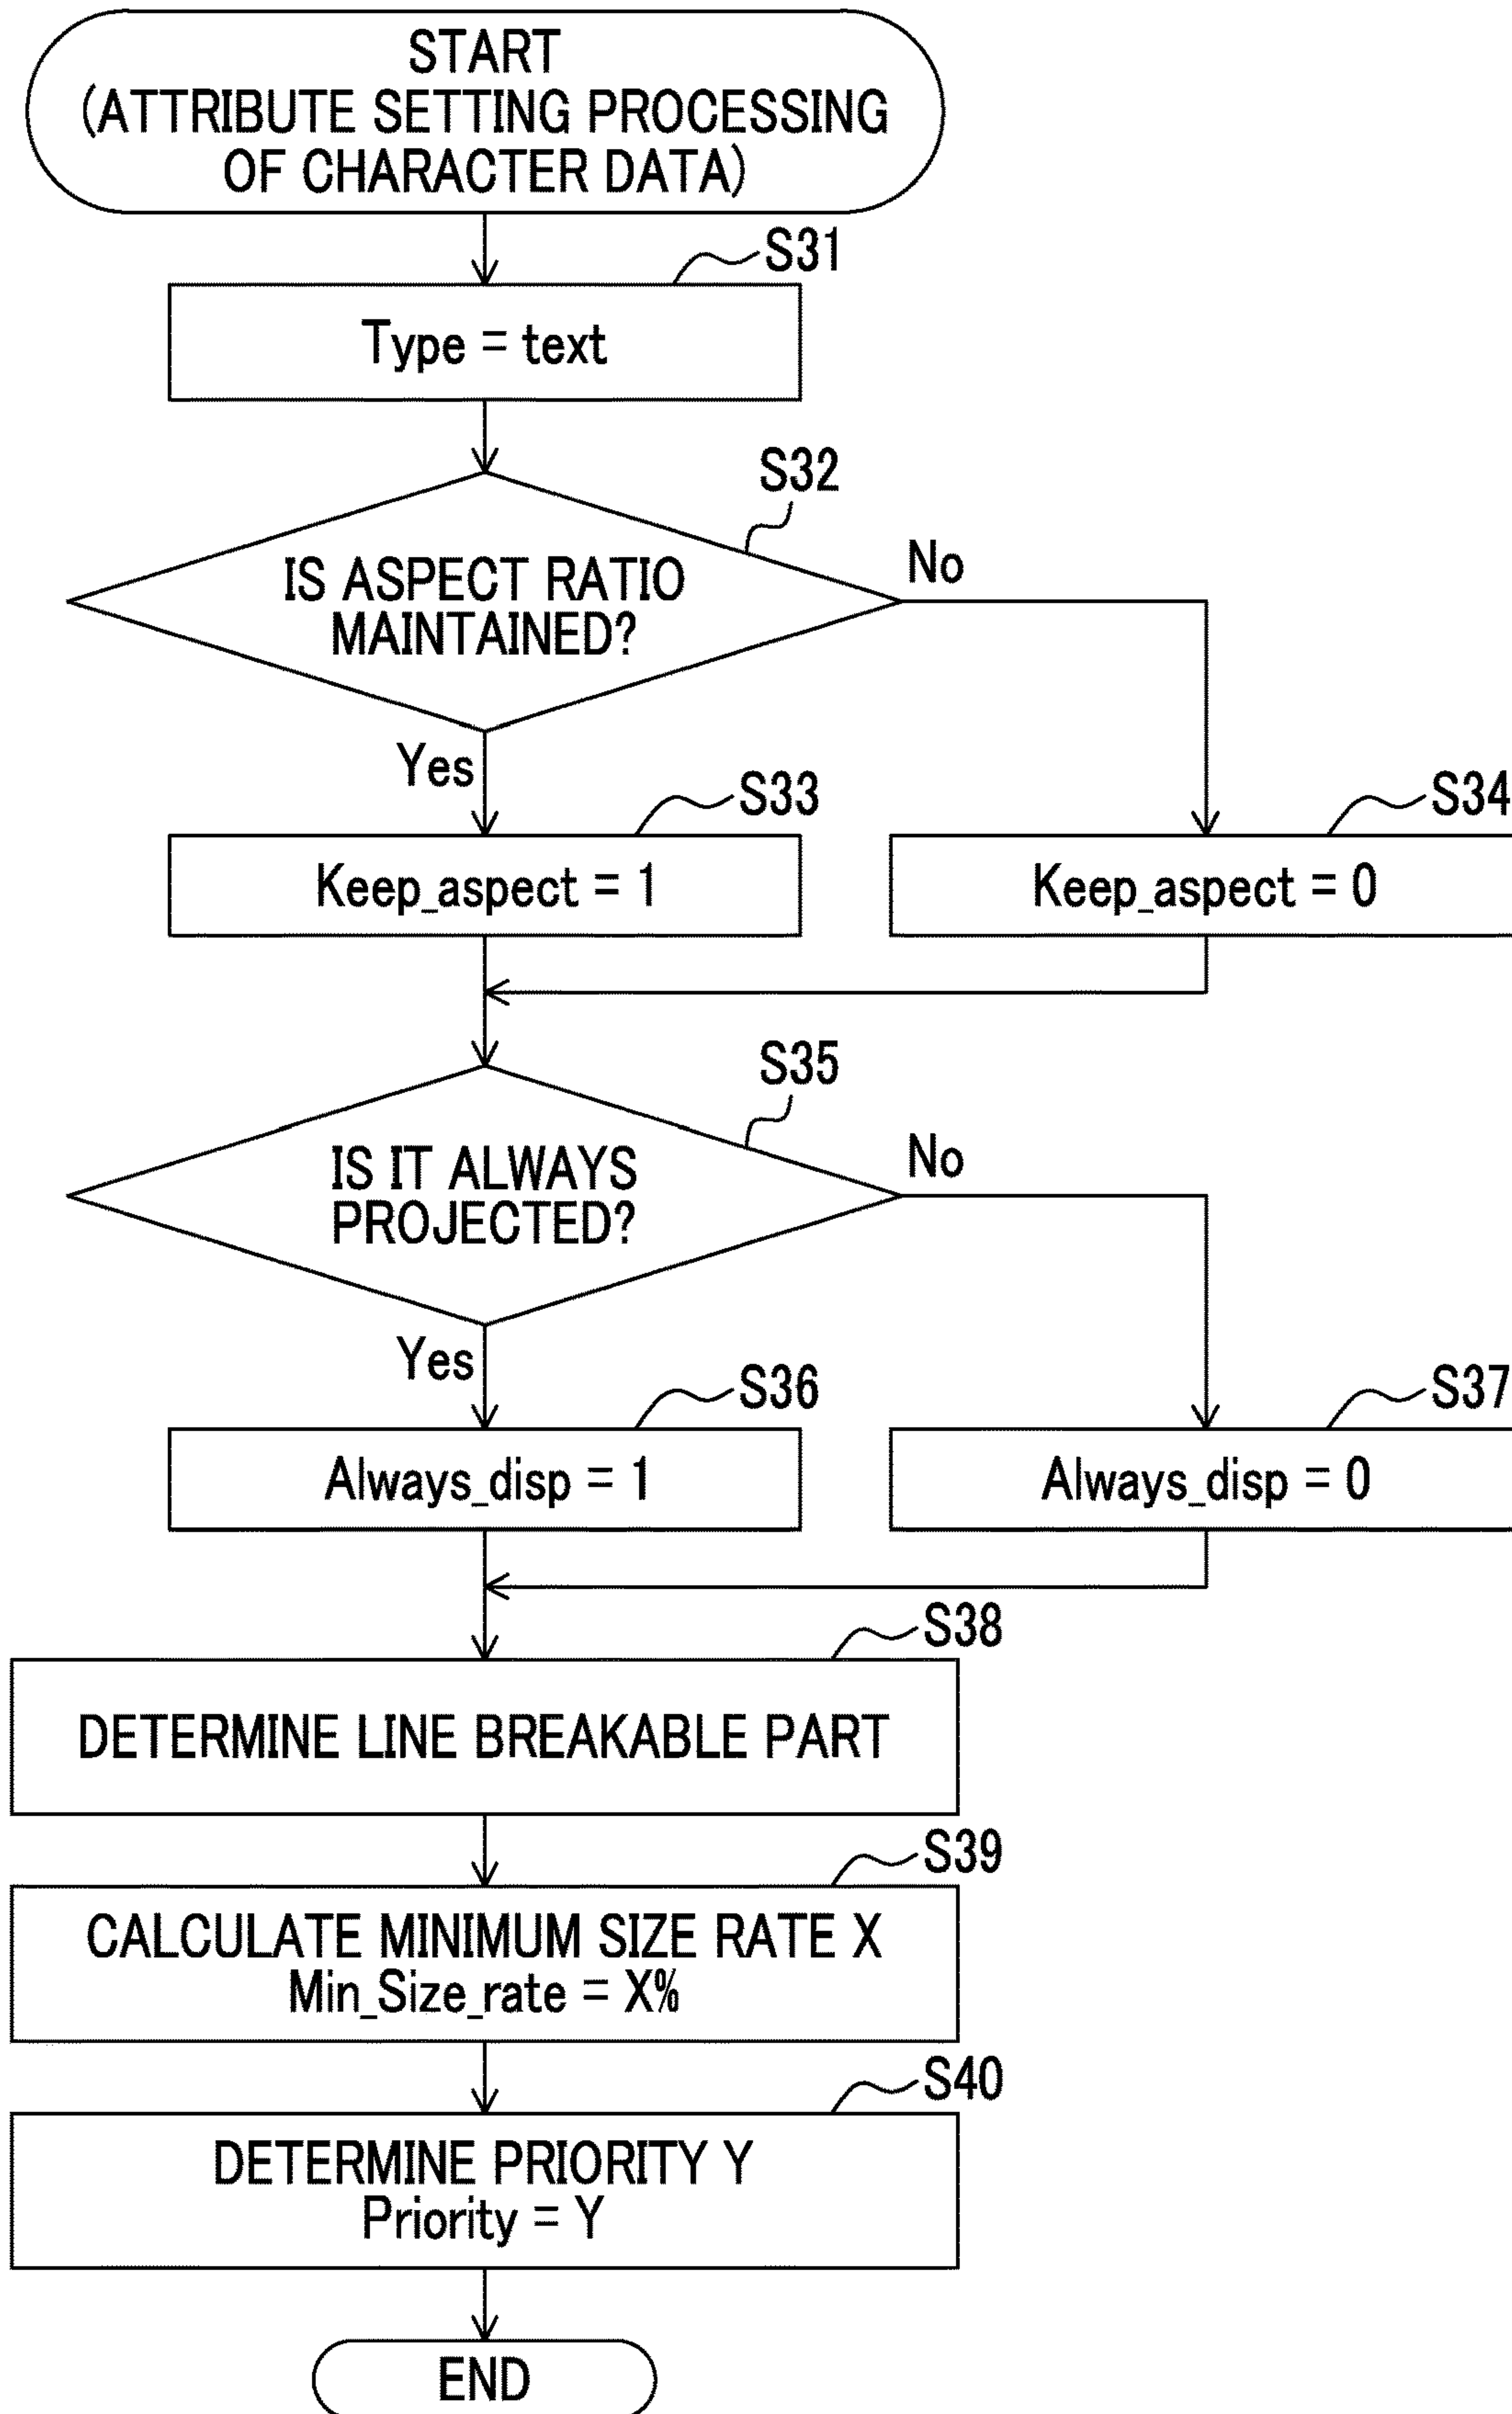 START
(ATTRIBUTE SETTING PROCESSING
OF CHARACTER DATA)
S31
Type = text
S32
IS ASPECT RATIO
MAINTAINED?
No
Yes
S33
S34
Keep_aspect = 1
Keep_aspect = 0
S35
IS IT ALWAYS
PROJECTED?
No
Yes
S36
S37
Always_disp = 1
Always_disp = 0
S38
DETERMINE LINE BREAKABLE PART
S39
CALCULATE MINIMUM SIZE RATE X
Min_Size_rate = X%
S40
DETERMINE PRIORITY Y
Priority = Y
END